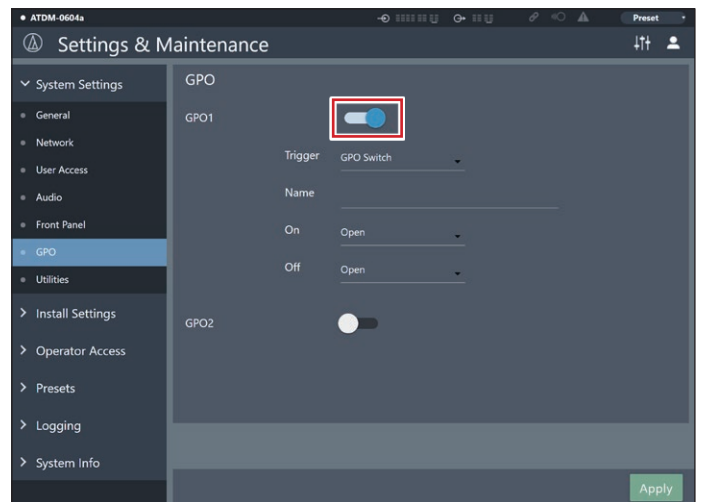 ATDM-0604a
Preset
Settings & Maintenance
System Settings
General
Network
User Access
Audio
Front Panel
GPO
Utilities
Install Settings
Operator Access
Presets
Logging
System Info
GPO
GPO1
Trigger GPO Switch
Name
On Open
Off Open
GPO2
Apply